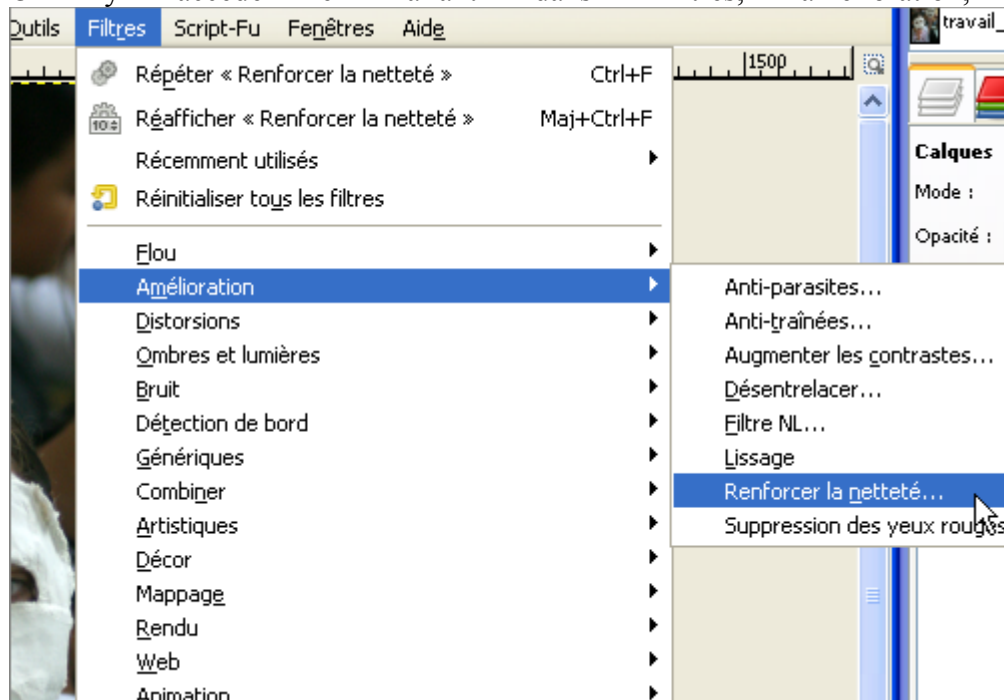 Outils Filtres Script-Fu Fenêtres Aide
travail_
1500
Répéter « Renforcer la netteté » Ctrl+F
Réafficher « Renforcer la netteté » Maj+Ctrl+F
Récemment utilisés
Réinitialiser tous les filtres
Calques
Mode :
Opacité :
Flou
Amélioration
Distorsions
Ombres et lumières
Bruit
Détection de bord
Génériques
Combiner
Artistiques
Décor
Mappage
Rendu
Web
Animation
Anti-parasites...
Anti-traînées...
Augmenter les contrastes...
Désentrelacer...
Filtre NL...
Lissage
Renforcer la netteté...
Suppression des yeux rouges